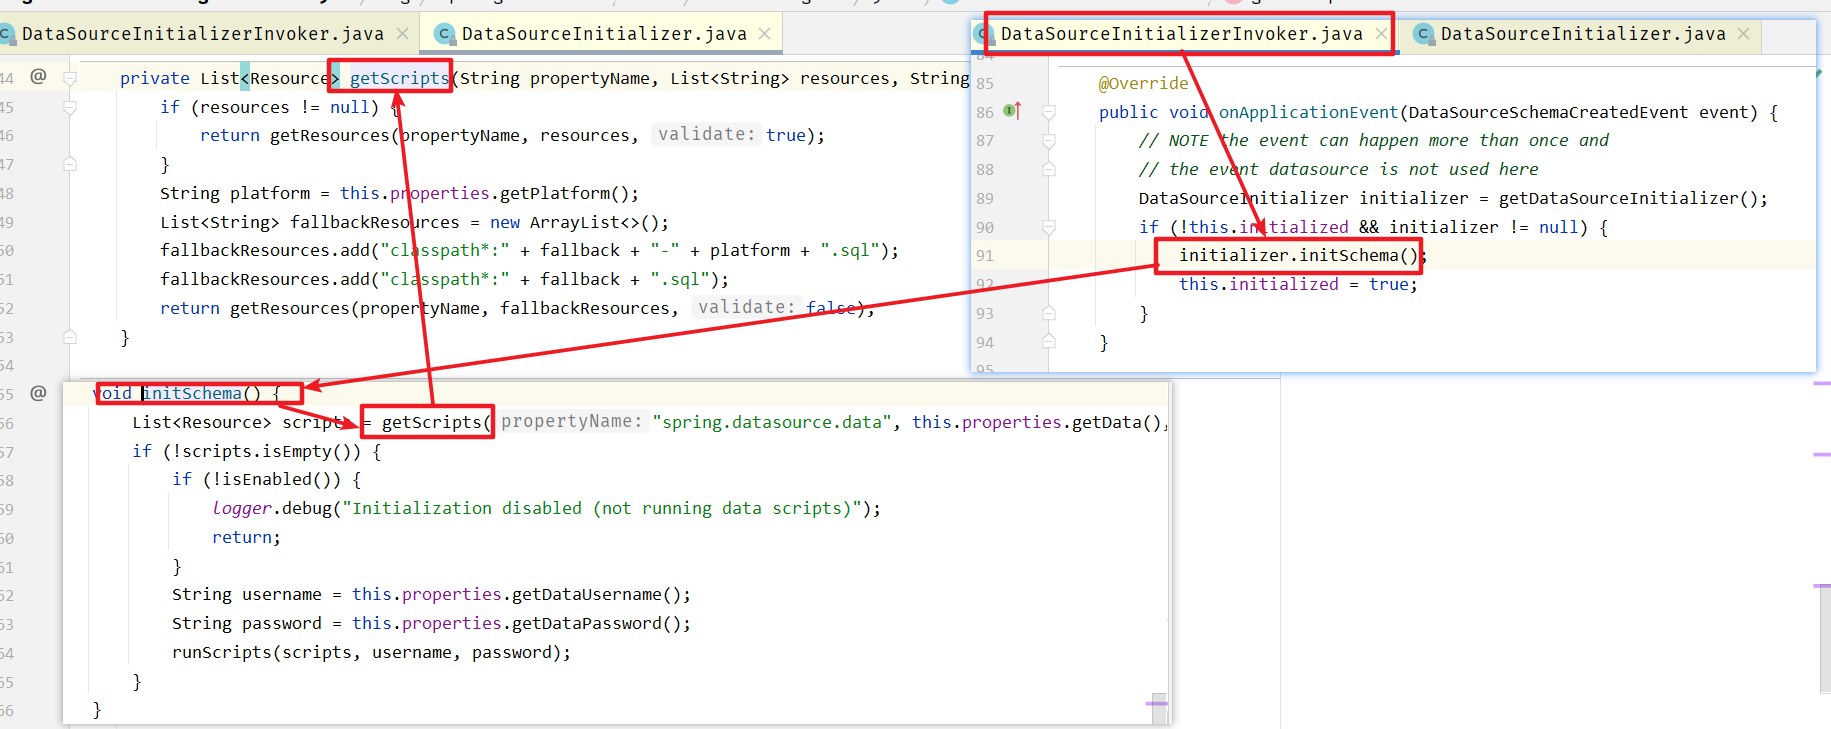 DataSourceInitializerInvoker.java
DataSourceInitializer.java
44 @ private List<Resource> getScripts(String propertyName, List<String> resources, String
45 if (resources != null) {
46 return getResources(propertyName, resources, validate: true);
47 }
48 String platform = this.properties.getPlatform();
49 List<String> fallbackResources = new ArrayList<>();
50 fallbackResources.add("classpath*:" + fallback + "-" + platform + ".sql");
51 fallbackResources.add("classpath*:" + fallback + ".sql");
52 return getResources(propertyName, fallbackResources, validate: false);
53 }
54
55 @ void initSchema() {
56 List<Resource> scripts = getScripts( propertyName: "spring.datasource.data", this.properties.getData(),
57 if (!scripts.isEmpty()) {
58 if (!isEnabled()) {
59 logger.debug("Initialization disabled (not running data scripts)");
60 return;
61 }
62 String username = this.properties.getDataUsername();
63 String password = this.properties.getDataPassword();
64 runScripts(scripts, username, password);
65 }
66 }
DataSourceInitializerInvoker.java
DataSourceInitializer.java
84
85 @Override
86 public void onApplicationEvent(DataSourceSchemaCreatedEvent event) {
87 // NOTE the event can happen more than once and
88 // the event datasource is not used here
89 DataSourceInitializer initializer = getDataSourceInitializer();
90 if (!this.initialized && initializer != null) {
91 initializer.initSchema();
92 this.initialized = true;
93 }
94 }
95